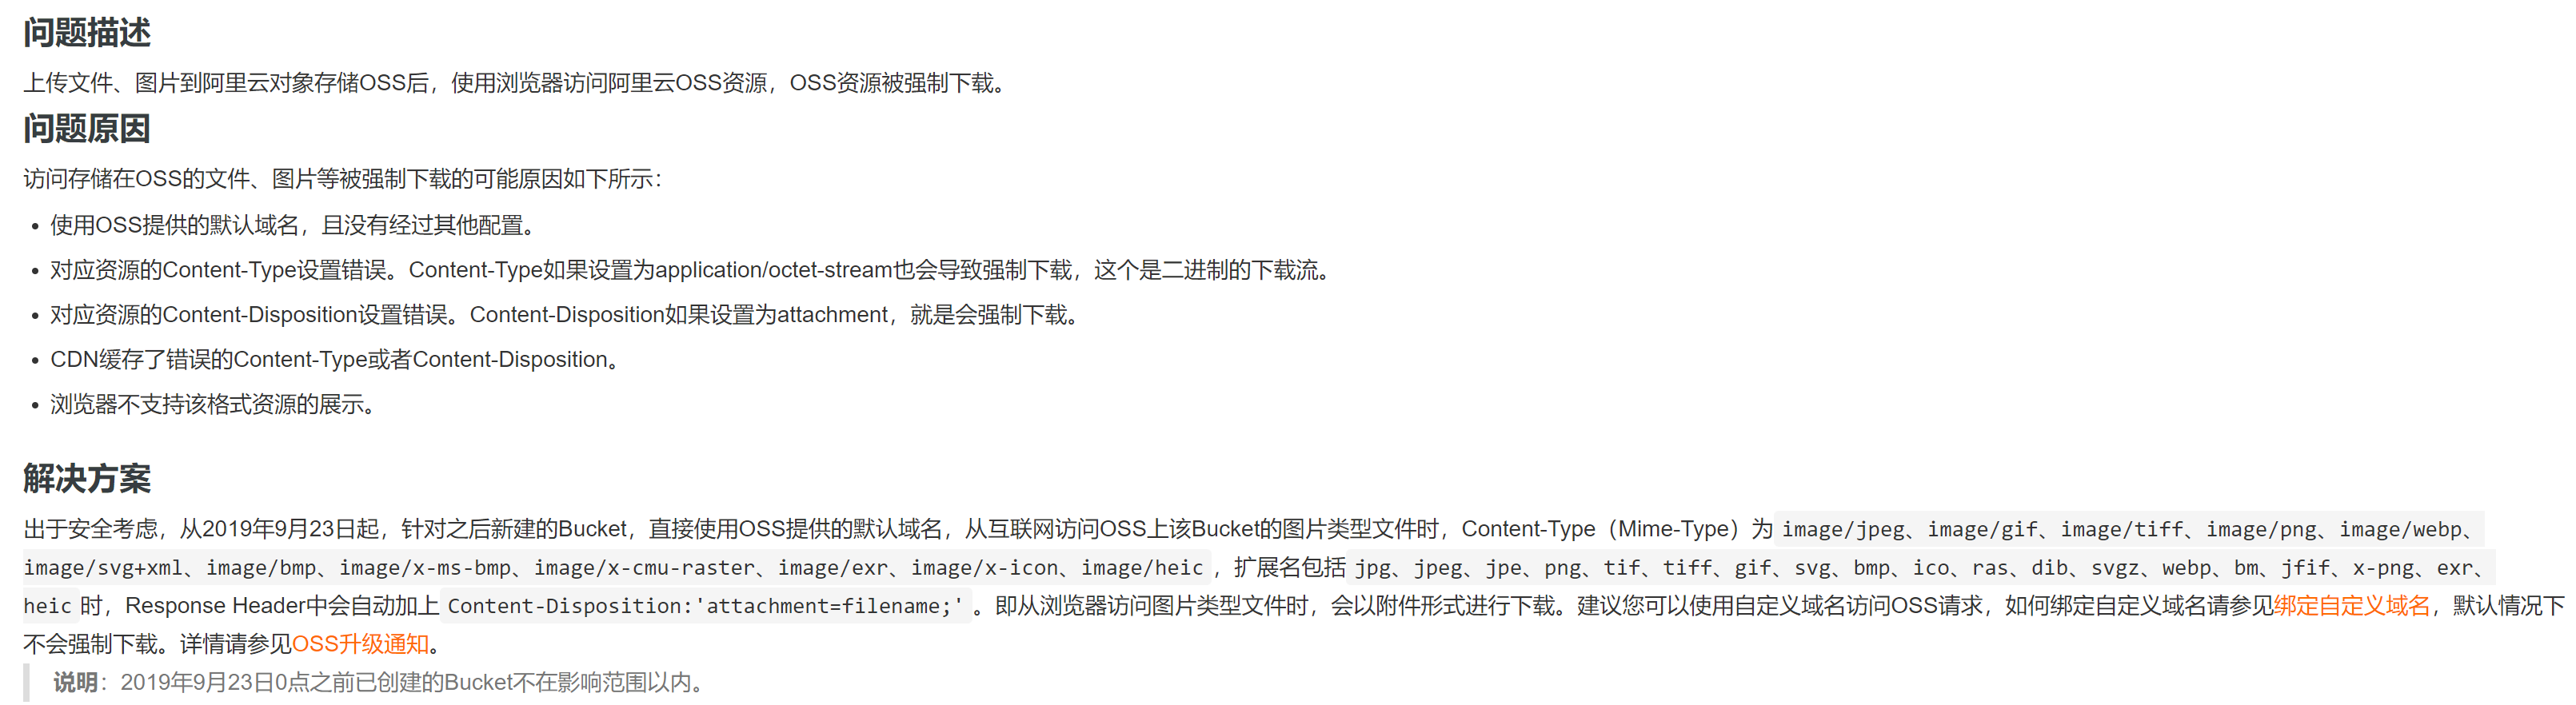 问题描述
上传文件、图片到阿里云对象存储OSS后，使用浏览器访问阿里云OSS资源，OSS资源被强制下载。
问题原因
访问存储在OSS的文件、图片等被强制下载的可能原因如下所示：
• 使用OSS提供的默认域名，且没有经过其他配置。
• 对应资源的Content-Type设置错误。Content-Type如果设置为application/octet-stream也会导致强制下载，这个是二进制的下载流。
• 对应资源的Content-Disposition设置错误。Content-Disposition如果设置为attachment，就是会强制下载。
• CDN缓存了错误的Content-Type或者Content-Disposition。
• 浏览器不支持该格式资源的展示。
解决方案
出于安全考虑，从2019年9月23日起，针对之后新建的Bucket，直接使用OSS提供的默认域名，从互联网访问OSS上该Bucket的图片类型文件时，Content-Type（Mime-Type）为 image/jpeg、image/gif、image/tiff、image/png、image/webp、
image/svg+xml、image/bmp、image/x-ms-bmp、image/x-cmu-raster、image/exr、image/x-icon、image/heic ，扩展名包括 jpg、jpeg、jpe、png、tif、tiff、gif、svg、bmp、ico、ras、dib、svgz、webp、bm、jfif、x-png、exr、
heic 时，Response Header中会自动加上 Content-Disposition:'attachment=filename;' 。即从浏览器访问图片类型文件时，会以附件形式进行下载。建议您可以使用自定义域名访问OSS请求，如何绑定自定义域名请参见绑定自定义域名，默认情况下
不会强制下载。详情请参见OSS升级通知。
说明：2019年9月23日0点之前已创建的Bucket不在影响范围以内。